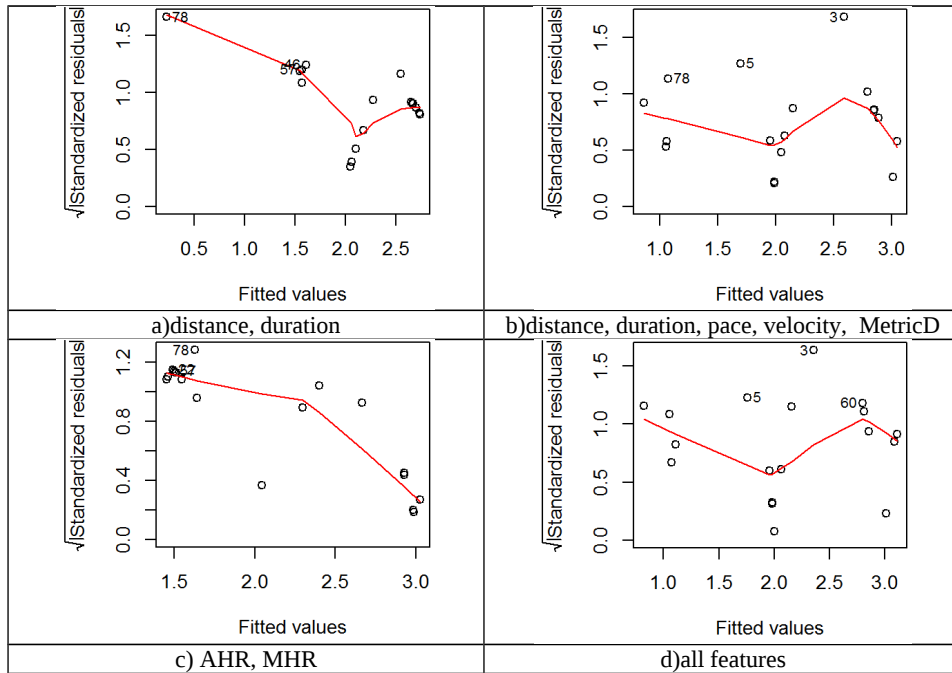 √|Standardized residuals|
0.0 0.5 1.0 1.5
78
46
57
0.5 1.0 1.5 2.0 2.5
Fitted values
a)distance, duration
√|Standardized residuals|
0.0 0.5 1.0 1.5
3
5
78
1.0 1.5 2.0 2.5 3.0
Fitted values
b)distance, duration, pace, velocity, MetricD
√|Standardized residuals|
0.0 0.4 0.8 1.2
78
1.5 2.0 2.5 3.0
Fitted values
c) AHR, MHR
√|Standardized residuals|
0.0 0.5 1.0 1.5
3
5
60
1.0 1.5 2.0 2.5 3.0
Fitted values
d)all features